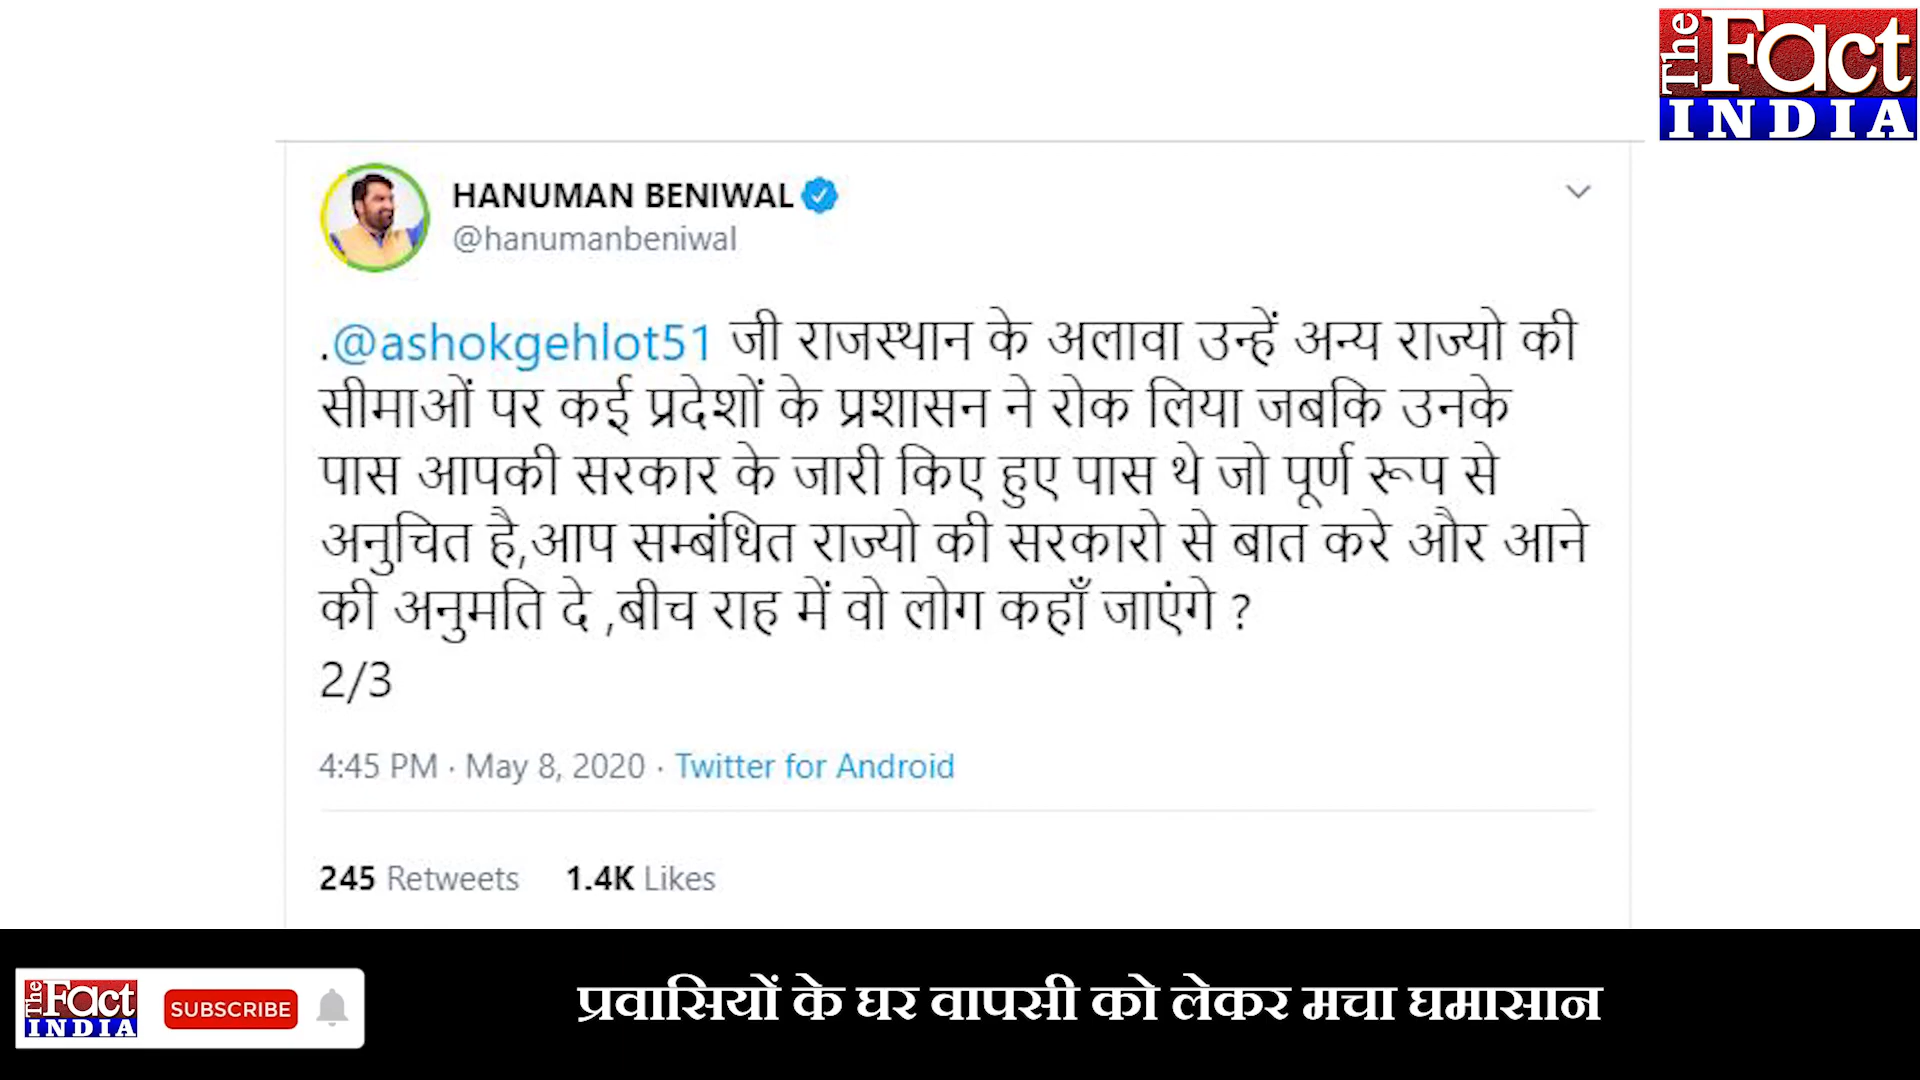 The Fact
INDIA
HANUMAN BENIWAL
@hanumanbeniwal
.@ashokgehlot51 जी राजस्थान के अलावा उन्हें अन्य राज्यो की
सीमाओं पर कई प्रदेशों के प्रशासन ने रोक लिया जबकि उनके
पास आपकी सरकार के जारी किए हुए पास थे जो पूर्ण रूप से
अनुचित है,आप सम्बंधित राज्यो की सरकारो से बात करे और आने
की अनुमति दे ,बीच राह में वो लोग कहाँ जाएंगे ?
2/3
4:45 PM · May 8, 2020 · Twitter for Android
245 Retweets 1.4K Likes
The Fact
INDIA
SUBSCRIBE
प्रवासियों के घर वापसी को लेकर मचा घमासान